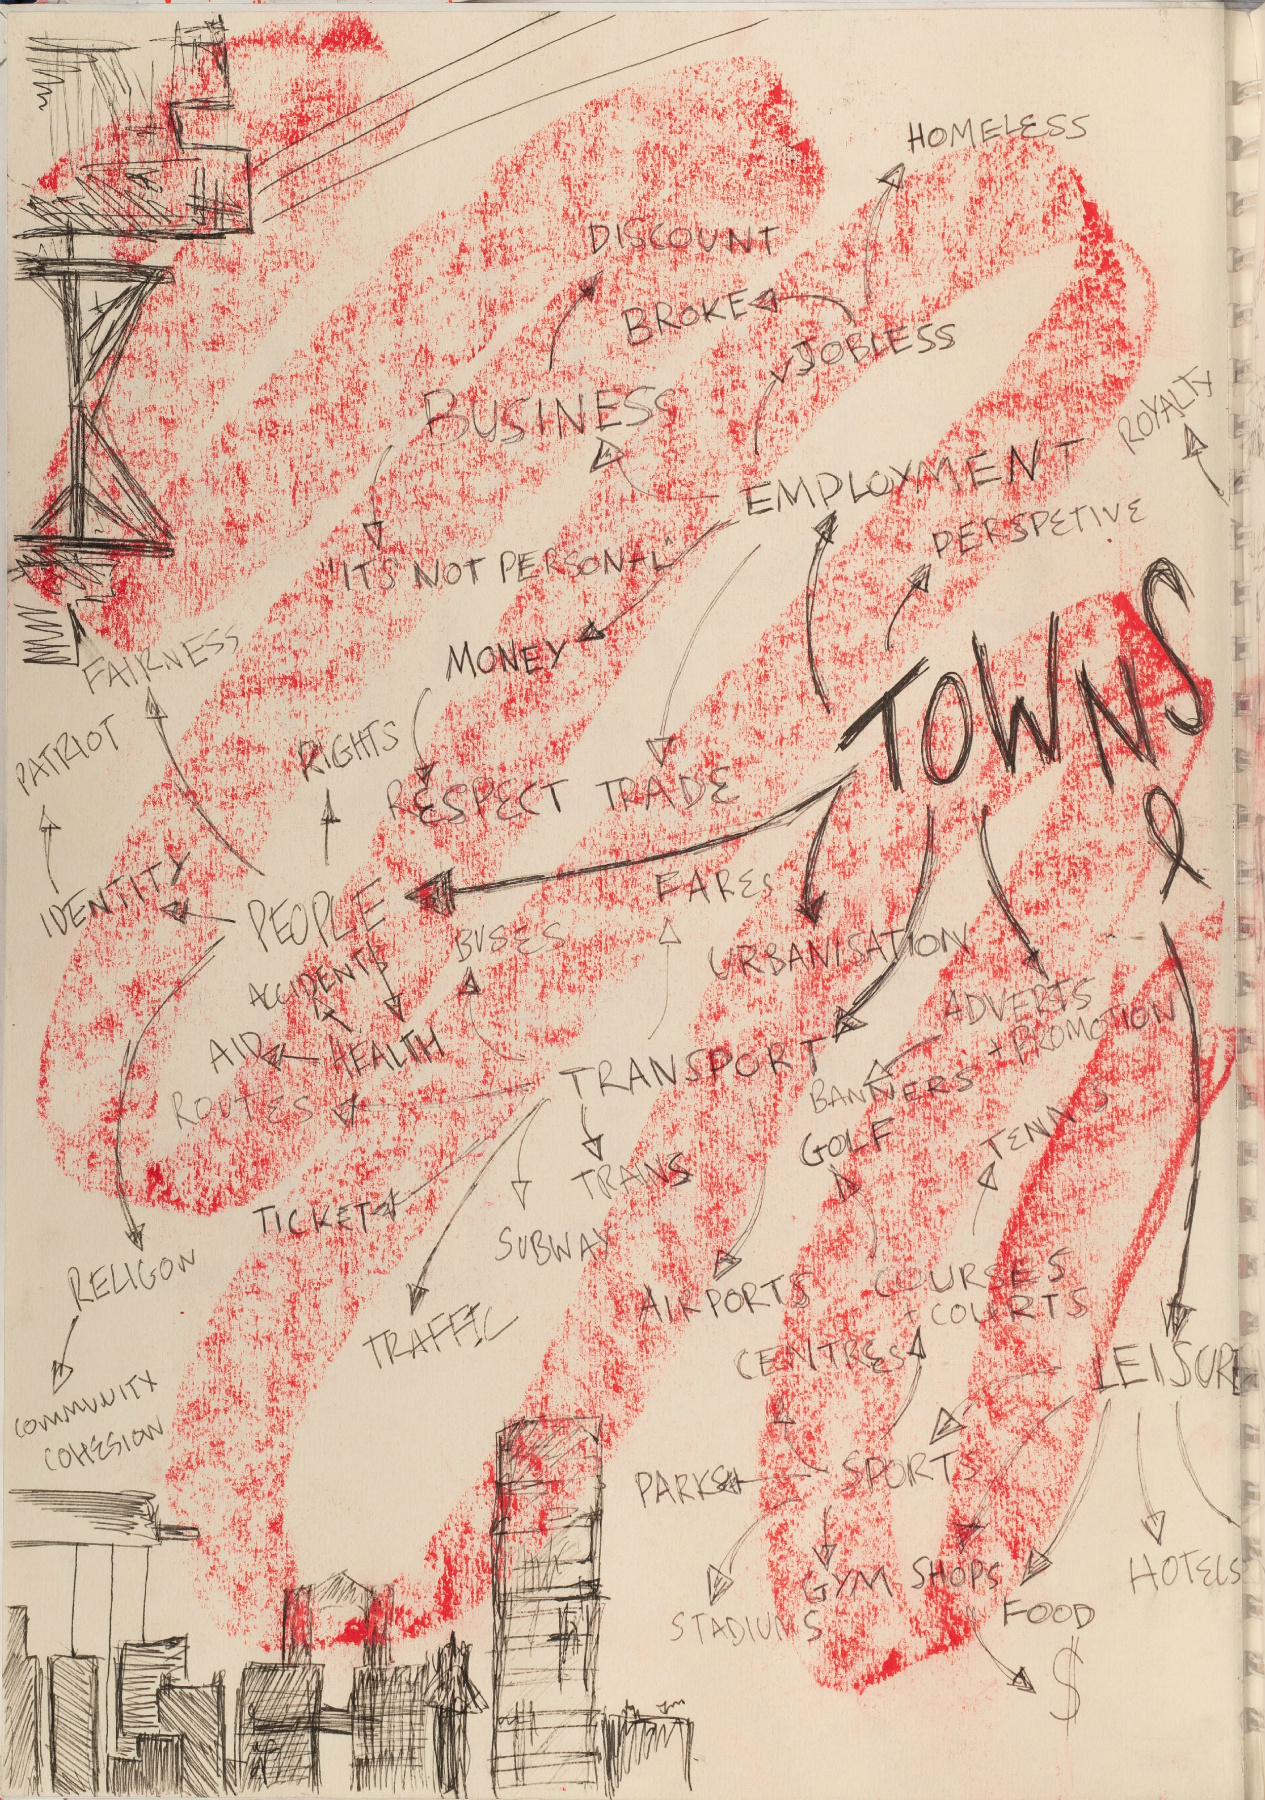 HOMELESS
DISCOUNT
BROKE
JOBLESS
BUSINESS
ROYALTY
EMPLOYMENT
PERSPETIVE
"IT'S NOT PERSONAL"
MONEY
FAIRNESS
TOWNS
&
PATRIOT
RIGHTS
RESPECT
TRADE
IDENTITY
PEOPLE
FARES
BUSES
URBANISATION
ACCIDENTS
ADVERTS
+ PROMOTION
AID
HEALTH
ROUTES
TRANSPORT
BANNERS
GOLF
TENNIS
TRAINS
TICKET
SUBWAY
RELIGON
AIRPORTS
COURSES
+ COURTS
TRAFFIC
CENTRES
LEISURE
COMMUNITY
COHESION
PARKS
SPORTS
GYM
SHOPS
HOTELS
STADIUMS
FOOD
$